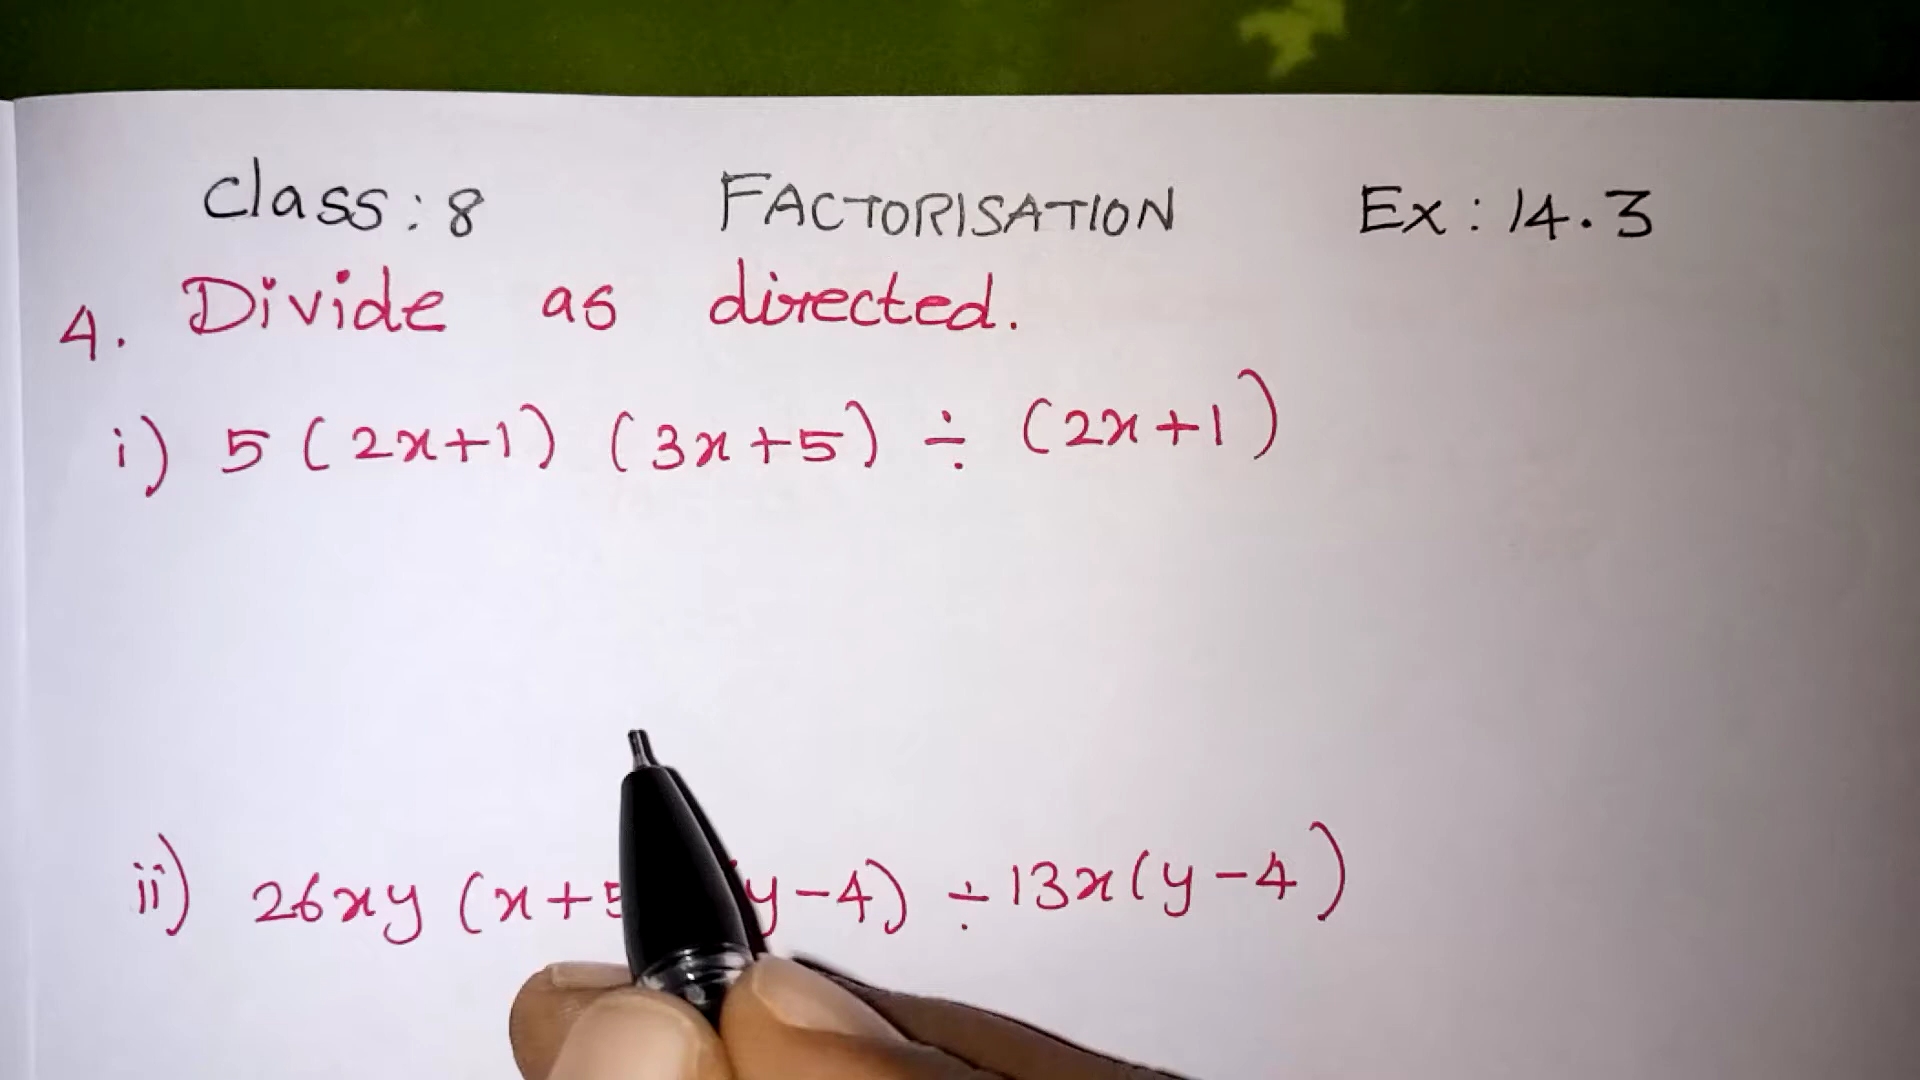 Class: 8 FACTORISATION Ex: 14.3
4. Divide as directed.
i) 5 (2x+1) (3x+5) ÷ (2x+1)
ii) 26xy (x+5 y-4) ÷ 13x(y-4)